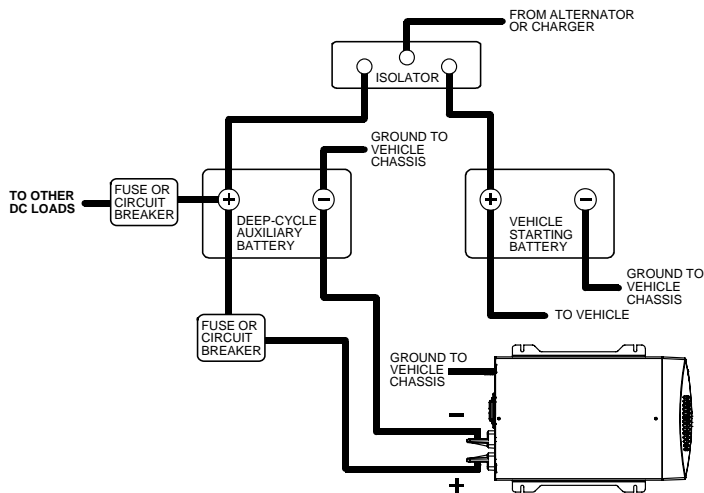 FROM ALTERNATOR
OR CHARGER
ISOLATOR
GROUND TO
VEHICLE
CHASSIS
TO OTHER
DC LOADS
FUSE OR
CIRCUIT
BREAKER
+
−
DEEP-CYCLE
AUXILIARY
BATTERY
+
−
VEHICLE
STARTING
BATTERY
GROUND TO
VEHICLE
CHASSIS
TO VEHICLE
FUSE OR
CIRCUIT
BREAKER
GROUND TO
VEHICLE
CHASSIS
−
+